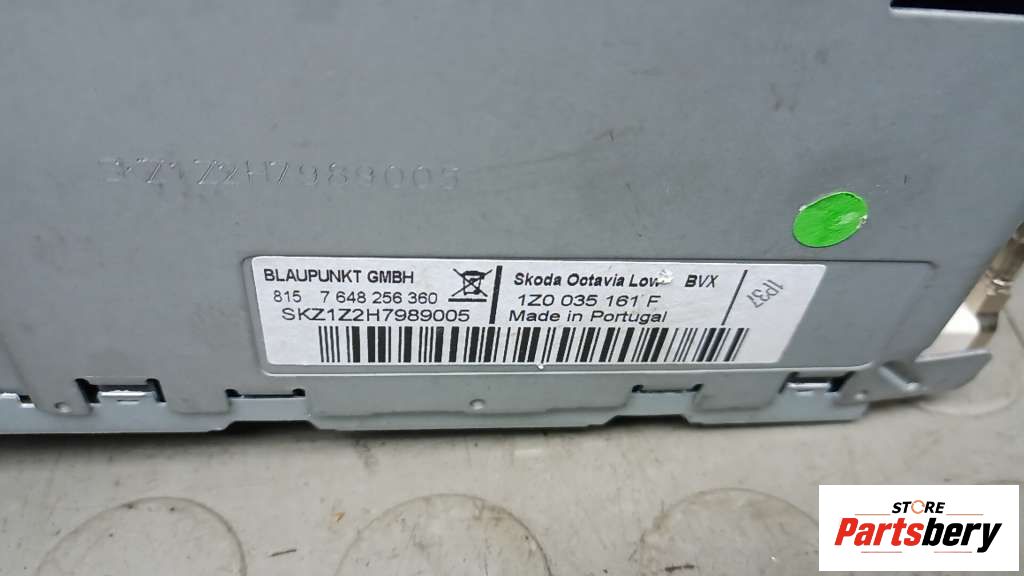 SKZ1Z2H7989005
BLAUPUNKT GMBH
815 7 648 256 360
SKZ1Z2H7989005
Skoda Octavia Low BVX
1Z0 035 161 F
Made in Portugal
1P37
STORE
Partsbery